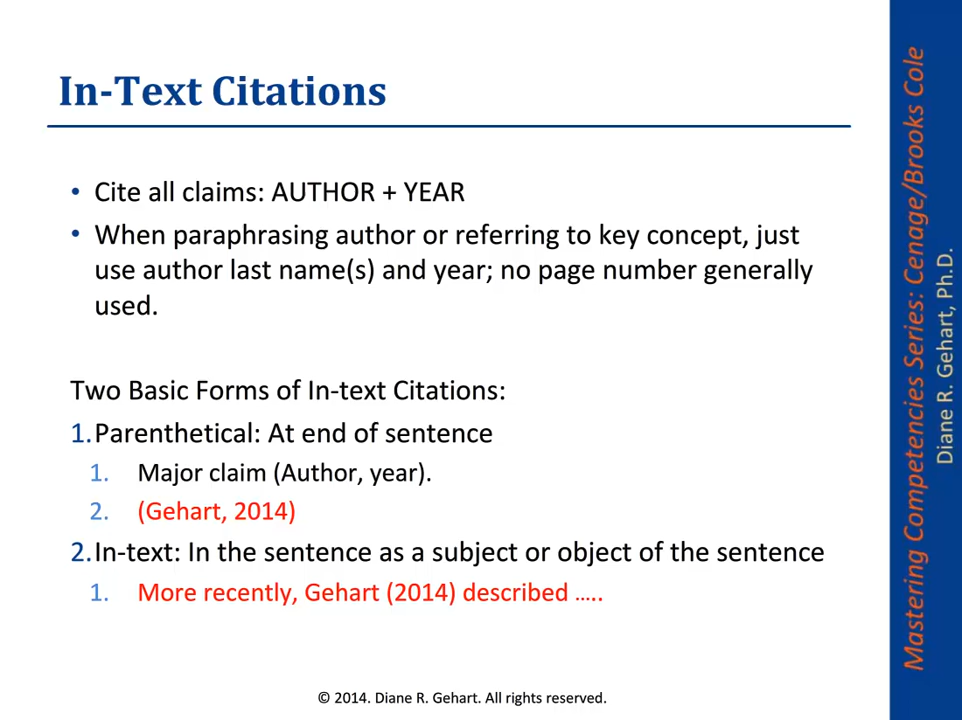 In-Text Citations
• Cite all claims: AUTHOR + YEAR
• When paraphrasing author or referring to key concept, just
use author last name(s) and year; no page number generally
used.
Two Basic Forms of In-text Citations:
1. Parenthetical: At end of sentence
1. Major claim (Author, year).
2. (Gehart, 2014)
2. In-text: In the sentence as a subject or object of the sentence
1. More recently, Gehart (2014) described …..
© 2014. Diane R. Gehart. All rights reserved.
Mastering Competencies Series: Cenage/Brooks Cole
Diane R. Gehart, Ph.D.